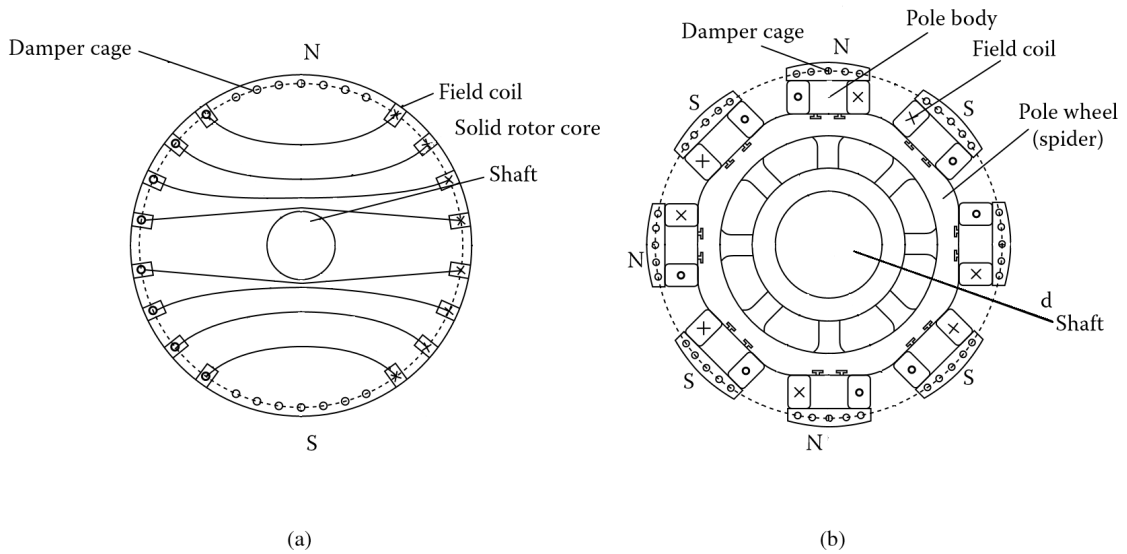 Damper cage
N
Field coil
Solid rotor core
Shaft
S
(a)
Damper cage
N
Pole body
Field coil
S
S
Pole wheel
(spider)
N
d
Shaft
S
S
N
(b)